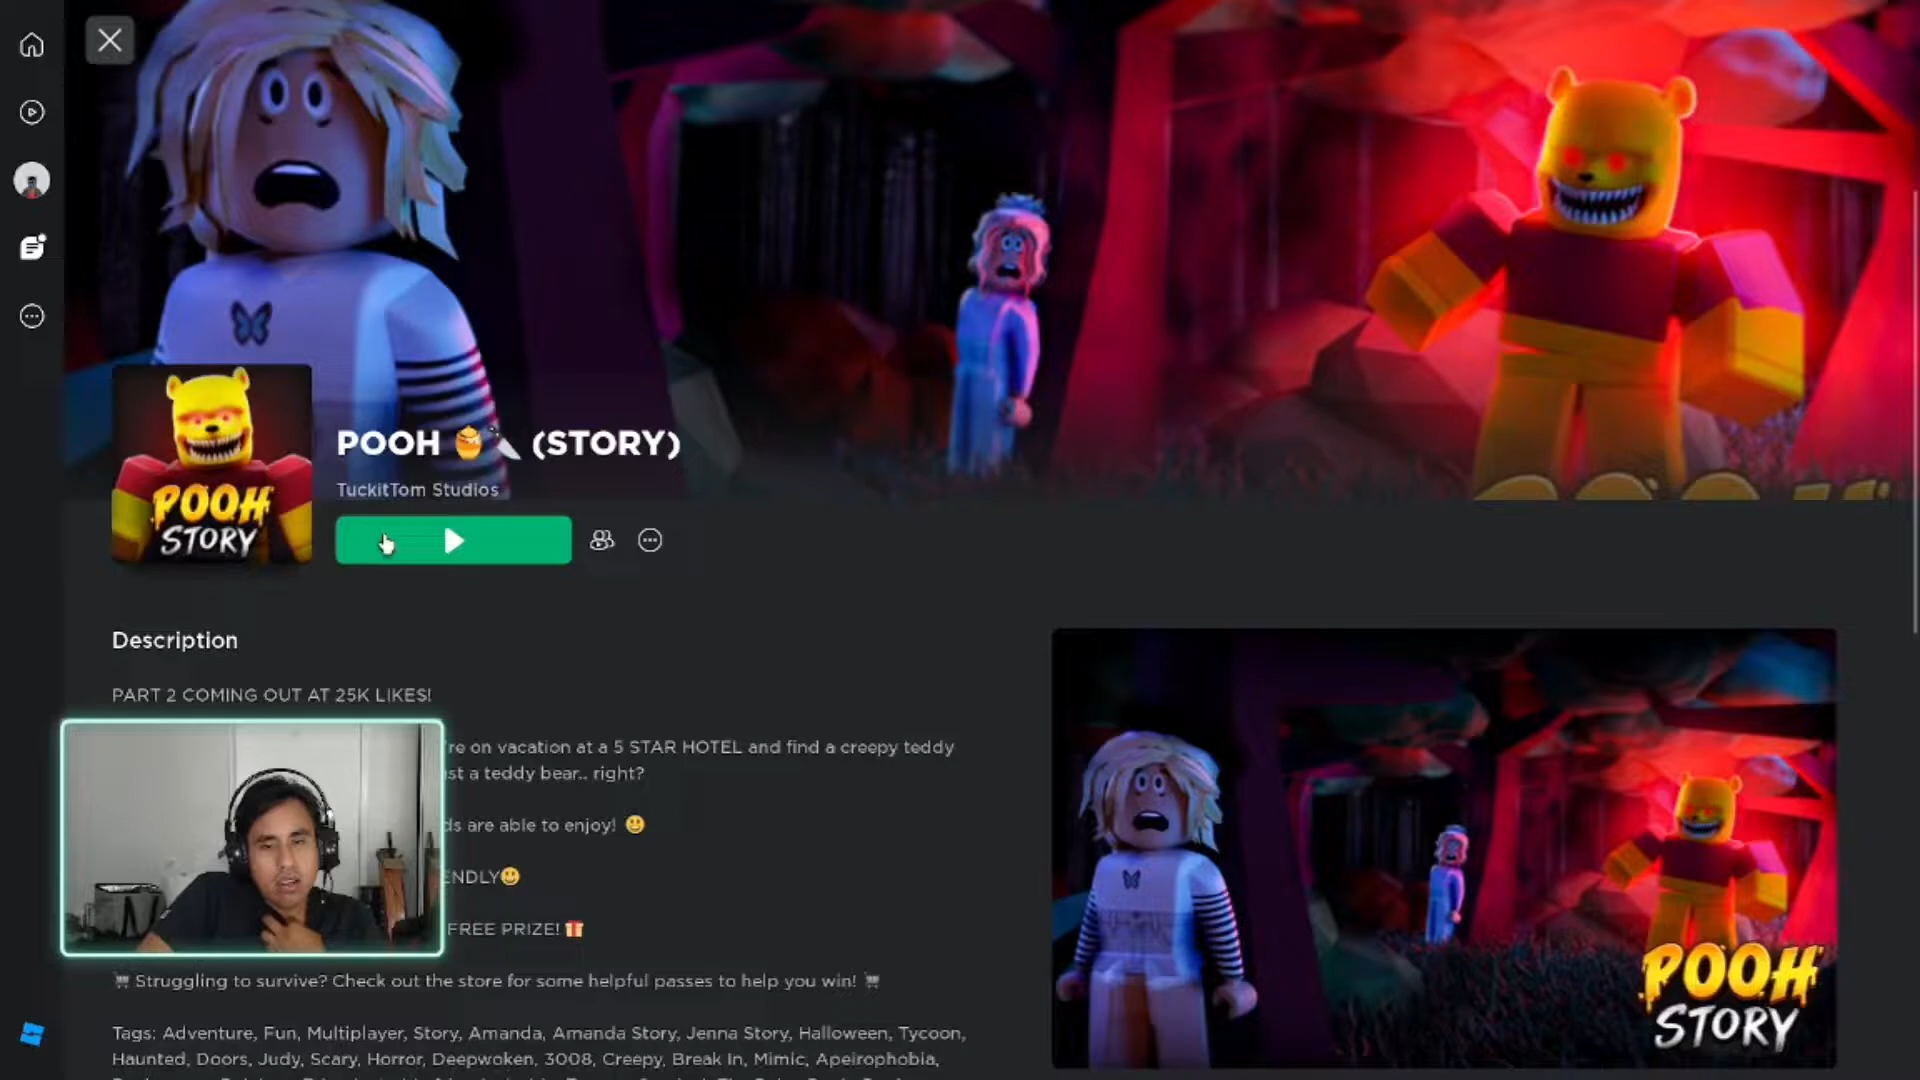 POOH 🍯🔪 (STORY)
TuckitTom Studios
POOH
STORY
Description
PART 2 COMING OUT AT 25K LIKES!
're on vacation at a 5 STAR HOTEL and find a creepy teddy
st a teddy bear.. right?
ds are able to enjoy! 😃
ENDLY😃
FREE PRIZE! 🎁
🛒 Struggling to survive? Check out the store for some helpful passes to help you win! 🛒
Tags: Adventure, Fun, Multiplayer, Story, Amanda, Amanda Story, Jenna Story, Halloween, Tycoon,
Haunted, Doors, Judy, Scary, Horror, Deepwoken, 3008, Creepy, Break In, Mimic, Apeirophobia,
POOH
STORY